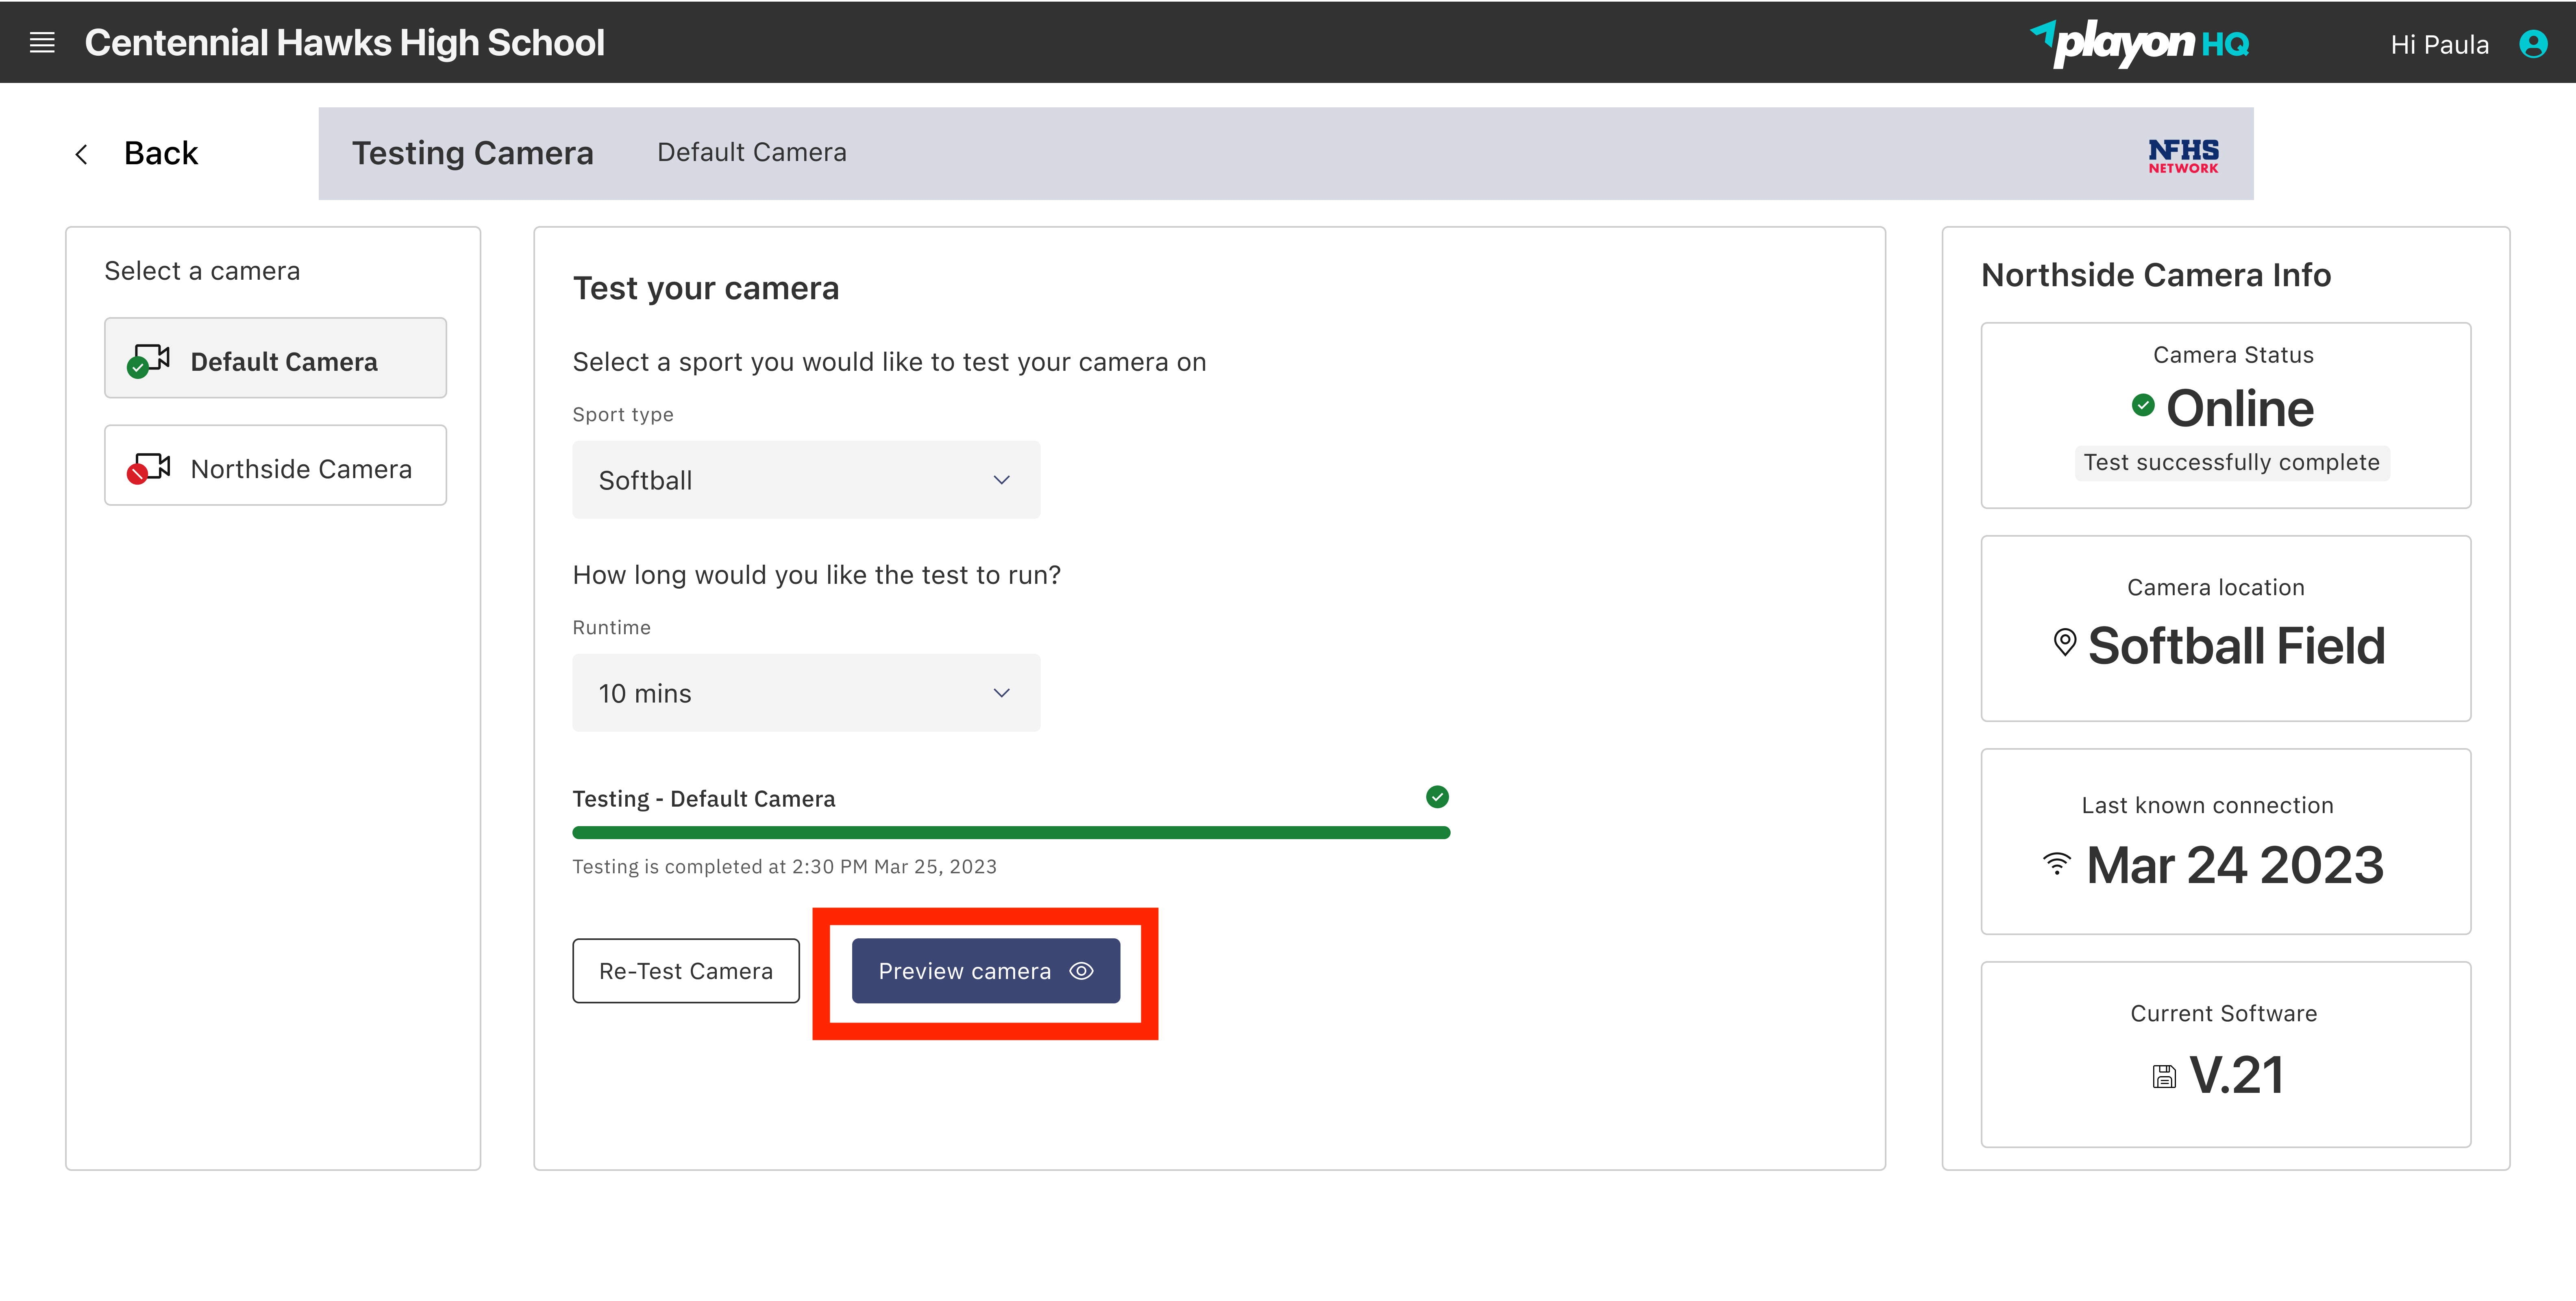 Centennial Hawks High School
playon HQ
Hi Paula
Back
Testing Camera
Default Camera
NFHS
NETWORK
Select a camera
Default Camera
Northside Camera
Test your camera
Select a sport you would like to test your camera on
Sport type
Softball
How long would you like the test to run?
Runtime
10 mins
Testing - Default Camera
Testing is completed at 2:30 PM Mar 25, 2023
Re-Test Camera
Preview camera
Northside Camera Info
Camera Status
Online
Test successfully complete
Camera location
Softball Field
Last known connection
Mar 24 2023
Current Software
V.21